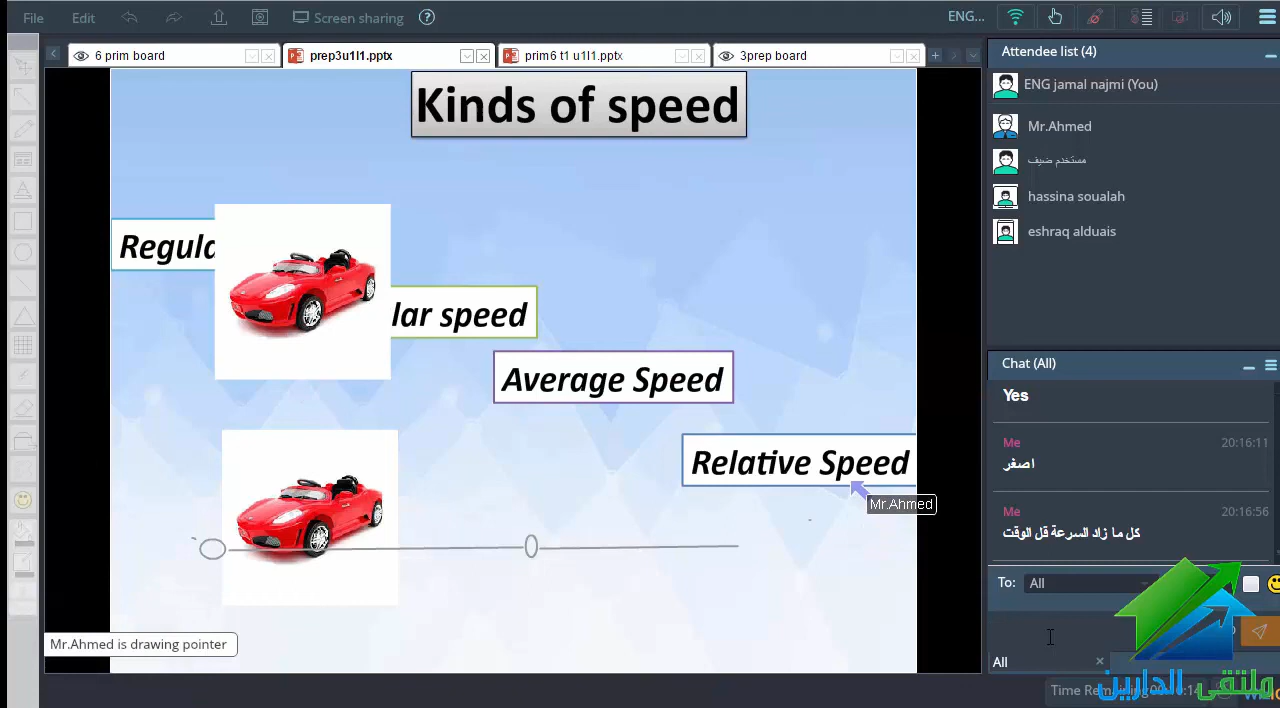 File Edit Screen sharing ENG...
6 prim board prep3u1l1.pptx prim6 t1 u1l1.pptx 3prep board
Kinds of speed
Regula
lar speed
Average Speed
Relative Speed
Mr.Ahmed
Mr.Ahmed is drawing pointer
Attendee list (4)
ENG jamal najmi (You)
Mr.Ahmed
مستخدم ضيف
hassina soualah
eshraq alduais
Chat (All)
Yes
Me 20:16:11
اصغر
Me 20:16:56
كل ما زاد السرعة قل الوقت
To: All
All
ملتقى الدارين